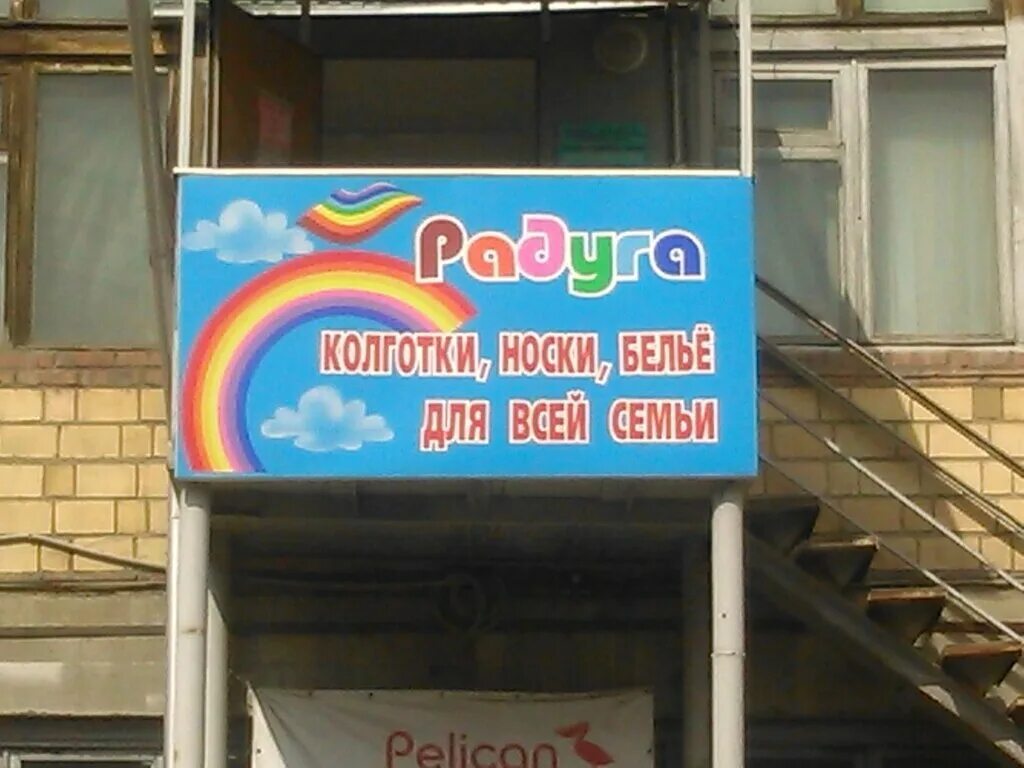 Радуга
КОЛГОТКИ, НОСКИ, БЕЛЬЁ
ДЛЯ ВСЕЙ СЕМЬИ
Pelican